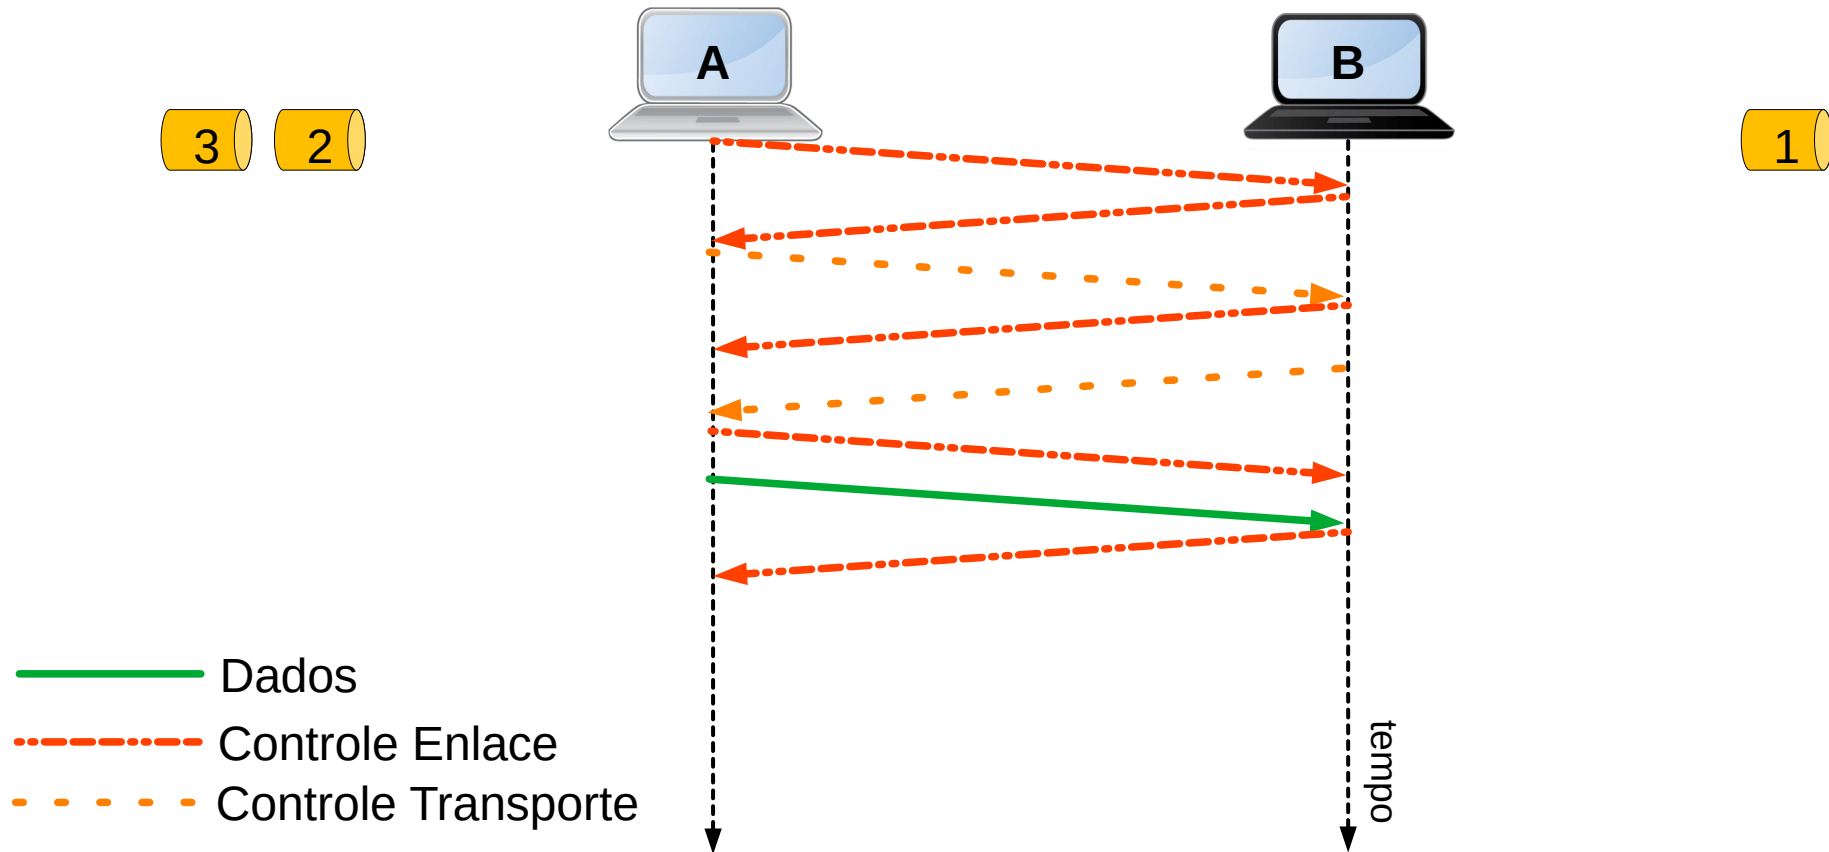 A
B
3
2
1
Dados
Controle Enlace
Controle Transporte
tempo